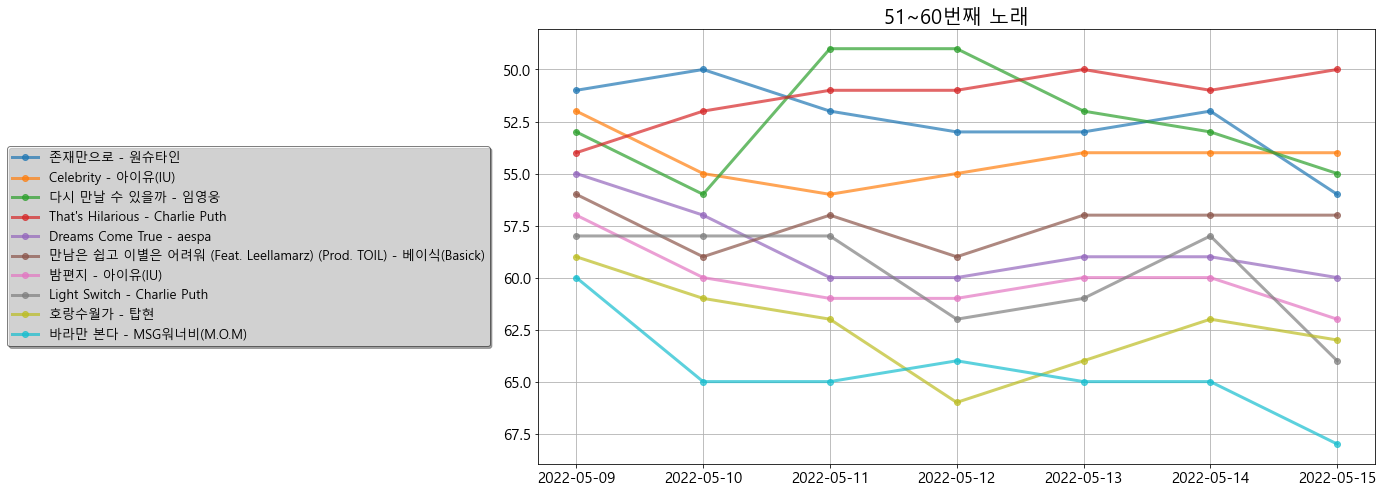 51~60번째 노래
존재만으로 - 원슈타인
Celebrity - 아이유(IU)
다시 만날 수 있을까 - 임영웅
That's Hilarious - Charlie Puth
Dreams Come True - aespa
만남은 쉽고 이별은 어려워 (Feat. Leellamarz) (Prod. TOIL) - 베이식(Basick)
밤편지 - 아이유(IU)
Light Switch - Charlie Puth
호랑수월가 - 탑현
바라만 본다 - MSG워너비(M.O.M)
50.0
52.5
55.0
57.5
60.0
62.5
65.0
67.5
2022-05-09 2022-05-10 2022-05-11 2022-05-12 2022-05-13 2022-05-14 2022-05-15